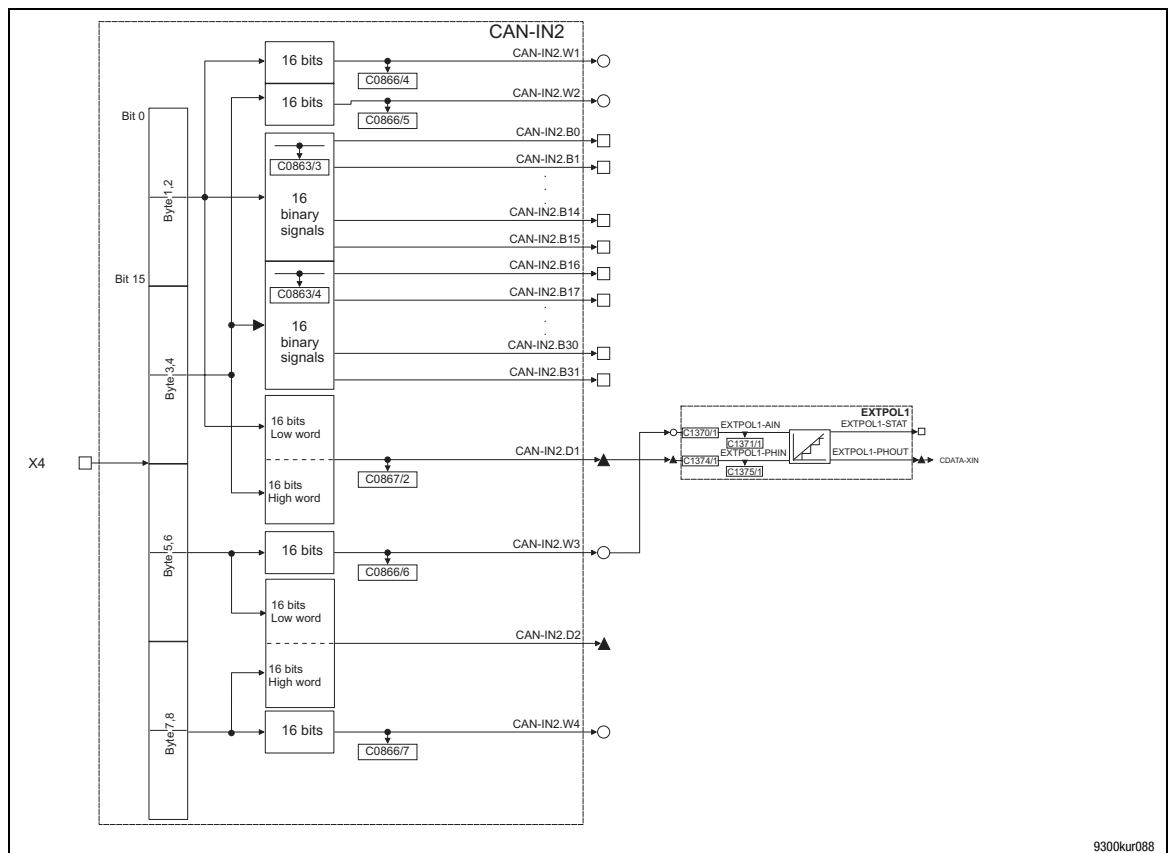 CAN-IN2
16 bits
CAN-IN2.W1
C0866/4
16 bits
CAN-IN2.W2
C0866/5
Bit 0
Byte 1,2
Bit 15
C0863/3
16
binary
signals
CAN-IN2.B0
CAN-IN2.B1
.
.
.
CAN-IN2.B14
CAN-IN2.B15
C0863/4
16
binary
signals
CAN-IN2.B16
CAN-IN2.B17
.
.
.
CAN-IN2.B30
CAN-IN2.B31
Byte 3,4
16 bits
Low word
16 bits
High word
CAN-IN2.D1
C0867/2
X4
EXTPOL1
C1370/1
EXTPOL1-AIN
C1371/1
EXTPOL1-STAT
C1374/1
EXTPOL1-PHIN
C1375/1
EXTPOL1-PHOUT
CDATA-XIN
Byte 5,6
16 bits
CAN-IN2.W3
C0866/6
16 bits
Low word
16 bits
High word
CAN-IN2.D2
Byte 7,8
16 bits
CAN-IN2.W4
C0866/7
9300kur088